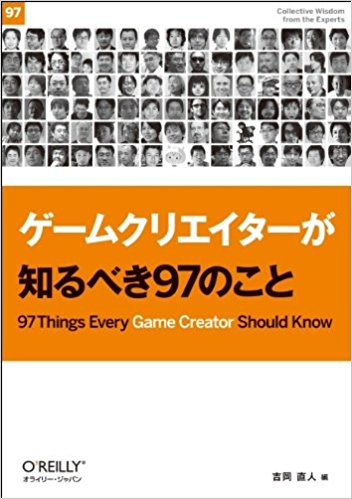 97
Collective Wisdom
from the Experts
ゲームクリエイターが
知るべき97のこと
97 Things Every Game Creator Should Know
O'REILLY®
オライリー・ジャパン
吉岡 直人 編